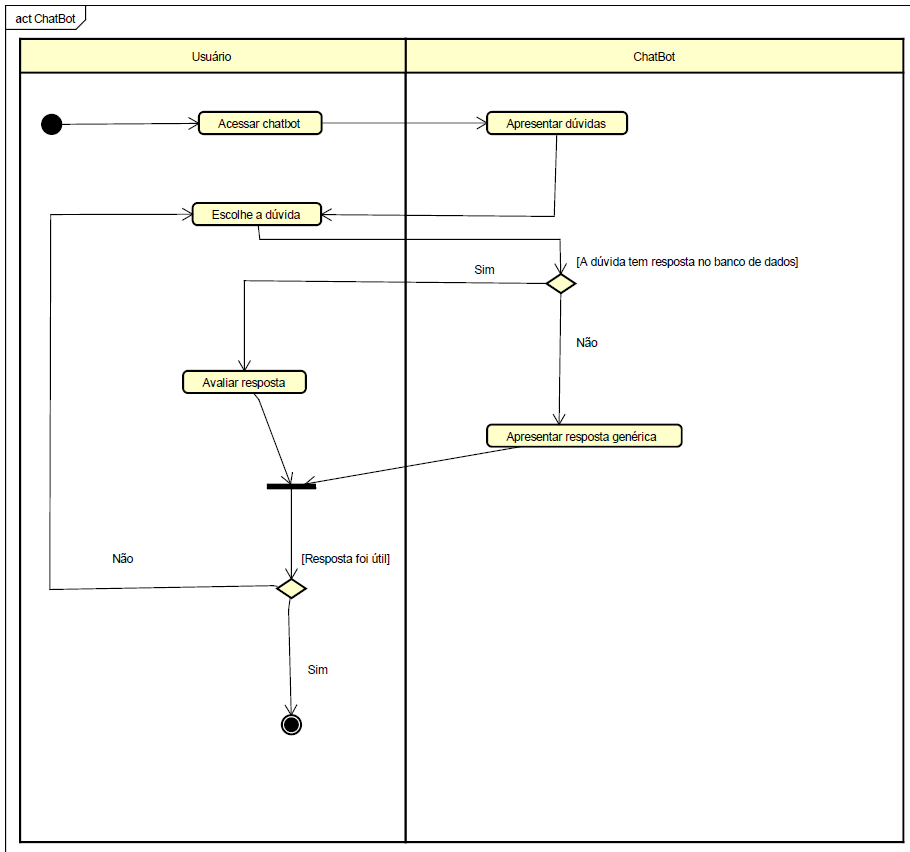 act ChatBot
Usuário
ChatBot
Acessar chatbot
Apresentar dúvidas
Escolhe a dúvida
[A dúvida tem resposta no banco de dados]
Sim
Não
Avaliar resposta
Apresentar resposta genérica
Não
[Resposta foi útil]
Sim